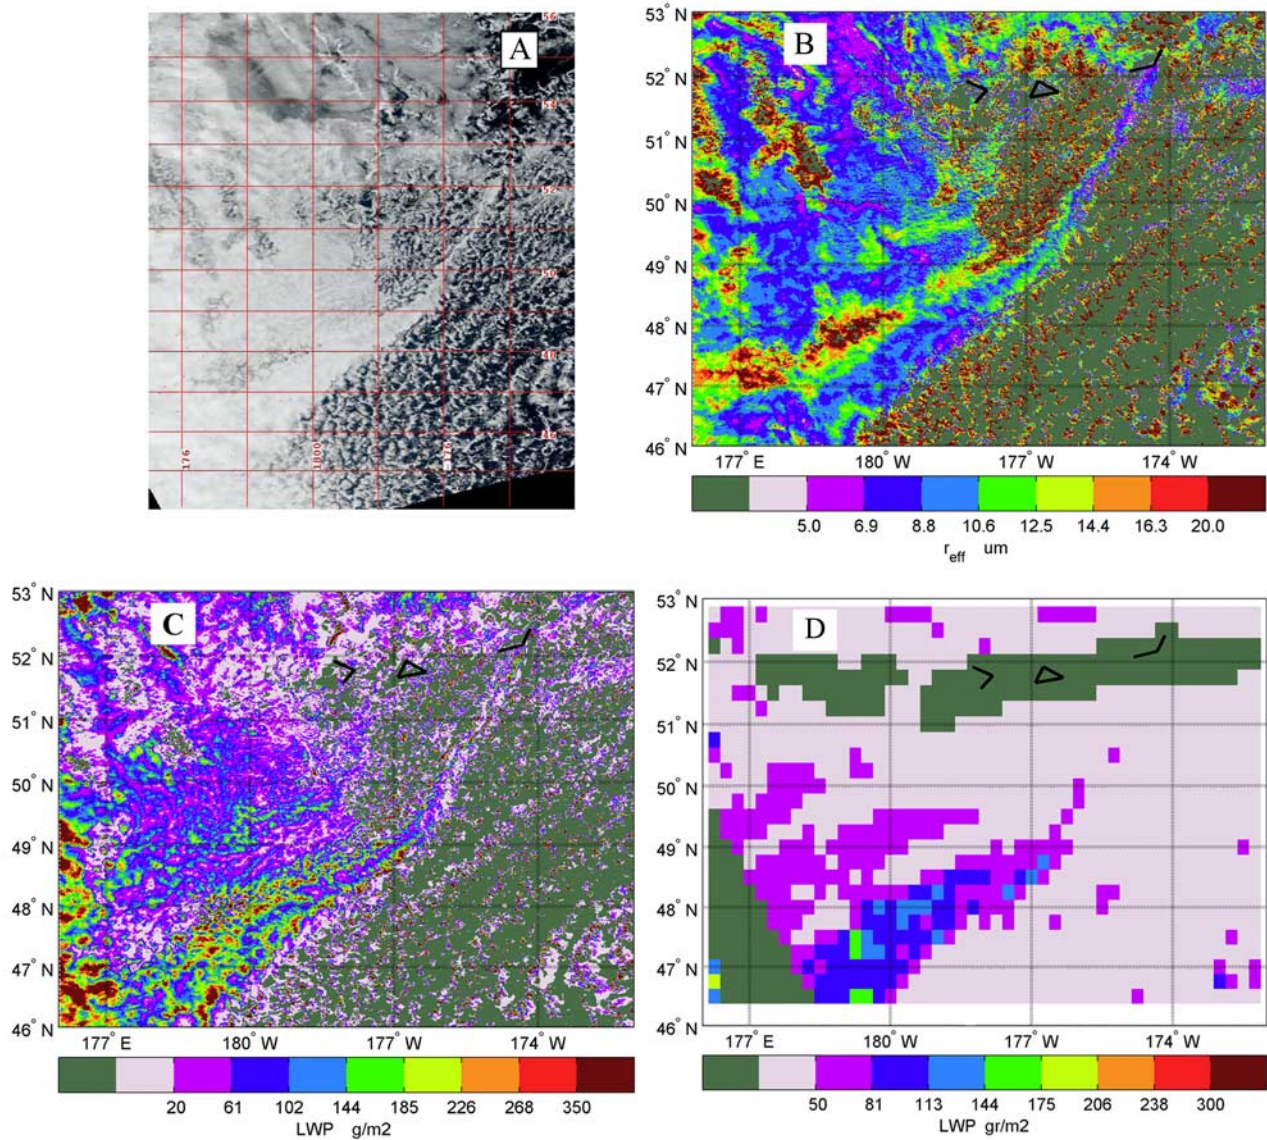 A
56
54
52
50
48
46
176
1800
-176
B
53° N
52° N
51° N
50° N
49° N
48° N
47° N
46° N
177° E 180° W 177° W 174° W
5.0 6.9 8.8 10.6 12.5 14.4 16.3 20.0
r_eff um
C
53° N
52° N
51° N
50° N
49° N
48° N
47° N
46° N
177° E 180° W 177° W 174° W
20 61 102 144 185 226 268 350
LWP g/m2
D
53° N
52° N
51° N
50° N
49° N
48° N
47° N
46° N
177° E 180° W 177° W 174° W
50 81 113 144 175 206 238 300
LWP gr/m2